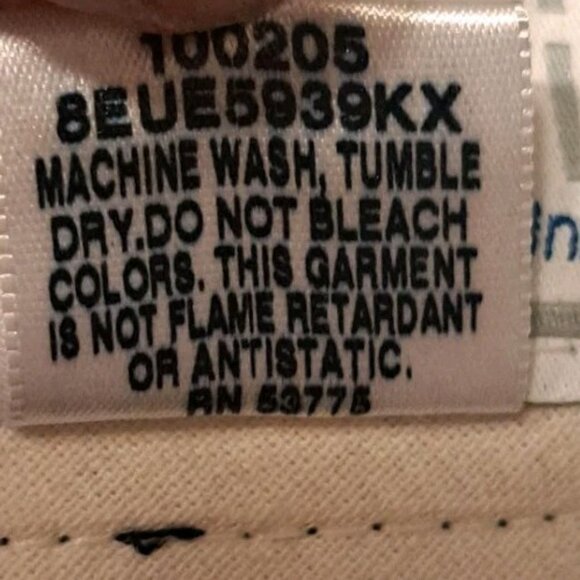 100205
8EUE5939KX
MACHINE WASH, TUMBLE
DRY.DO NOT BLEACH
COLORS. THIS GARMENT
IS NOT FLAME RETARDANT
OR ANTISTATIC.
RN 53775